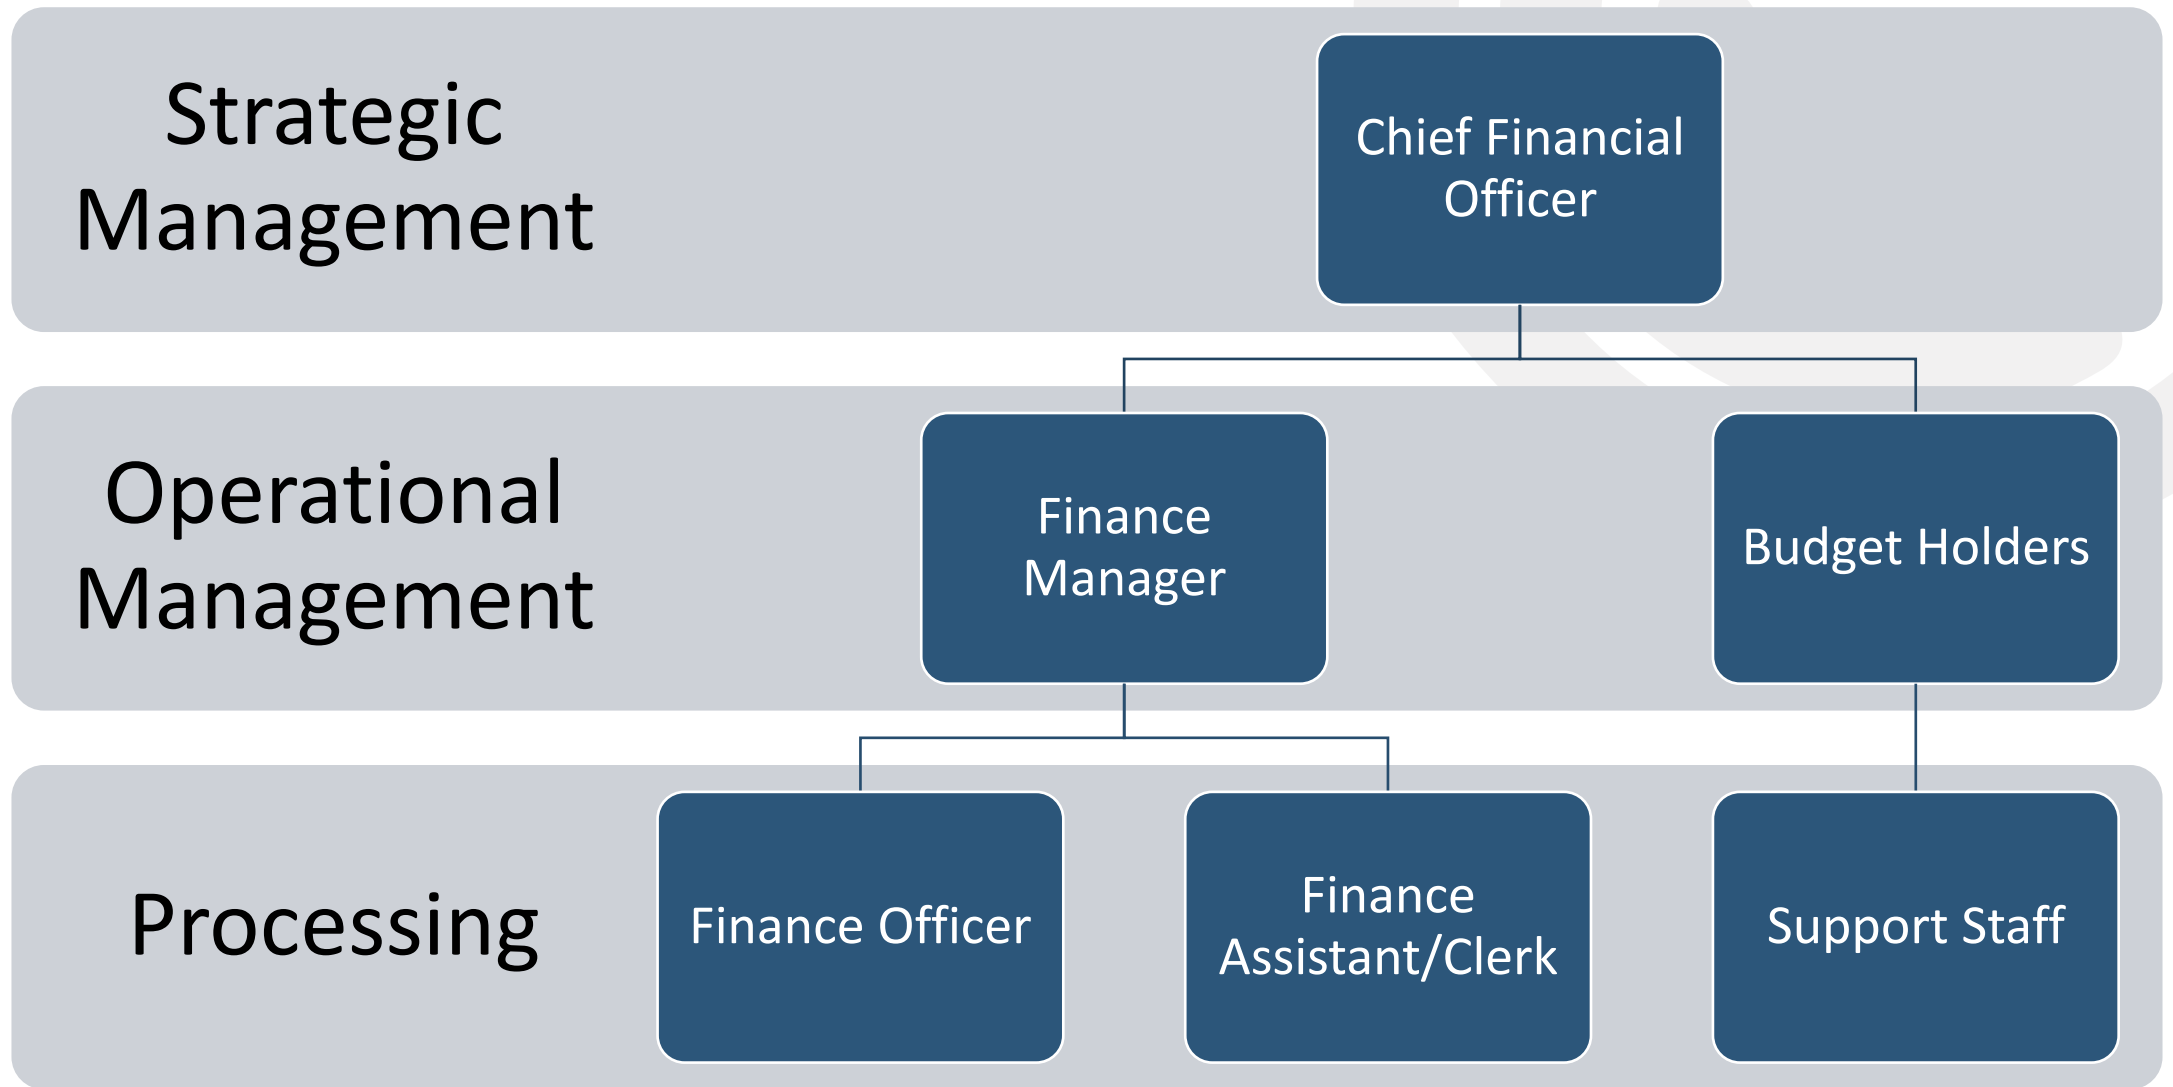 Strategic
Management
Chief Financial
Officer
Operational
Management
Finance
Manager
Budget Holders
Processing
Finance Officer
Finance
Assistant/Clerk
Support Staff